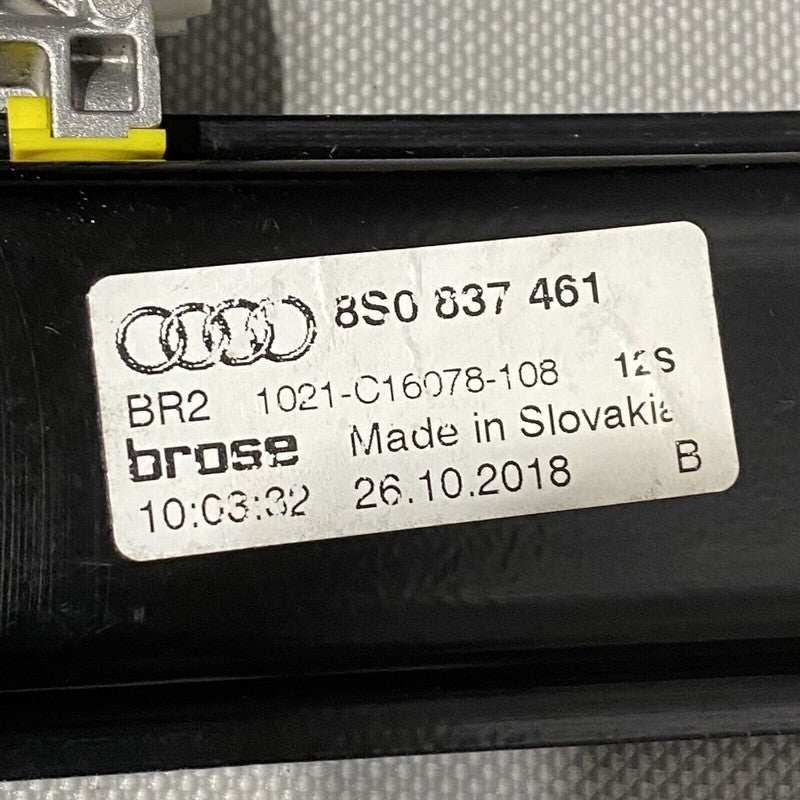 8S0 837 461
BR2 1021-C16078-108 12S
brose Made in Slovakia
10:03:32 26.10.2018 B